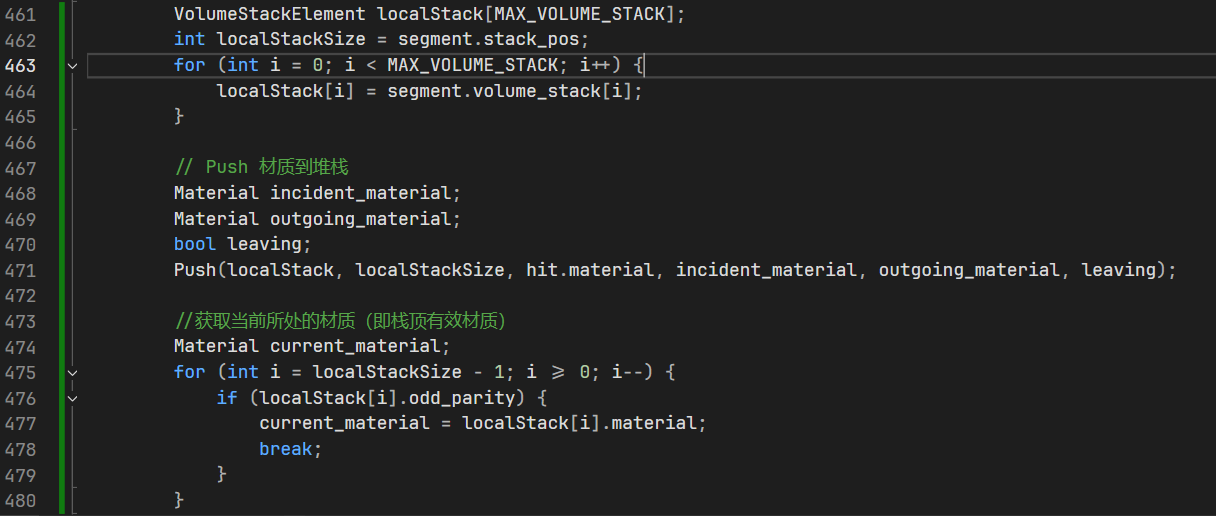 461 VolumeStackElement localStack[MAX_VOLUME_STACK];
462 int localStackSize = segment.stack_pos;
463 for (int i = 0; i < MAX_VOLUME_STACK; i++) {
464 localStack[i] = segment.volume_stack[i];
465 }
466
467 // Push 材质到堆栈
468 Material incident_material;
469 Material outgoing_material;
470 bool leaving;
471 Push(localStack, localStackSize, hit.material, incident_material, outgoing_material, leaving);
472
473 //获取当前所处的材质（即栈顶有效材质）
474 Material current_material;
475 for (int i = localStackSize - 1; i >= 0; i--) {
476 if (localStack[i].odd_parity) {
477 current_material = localStack[i].material;
478 break;
479 }
480 }